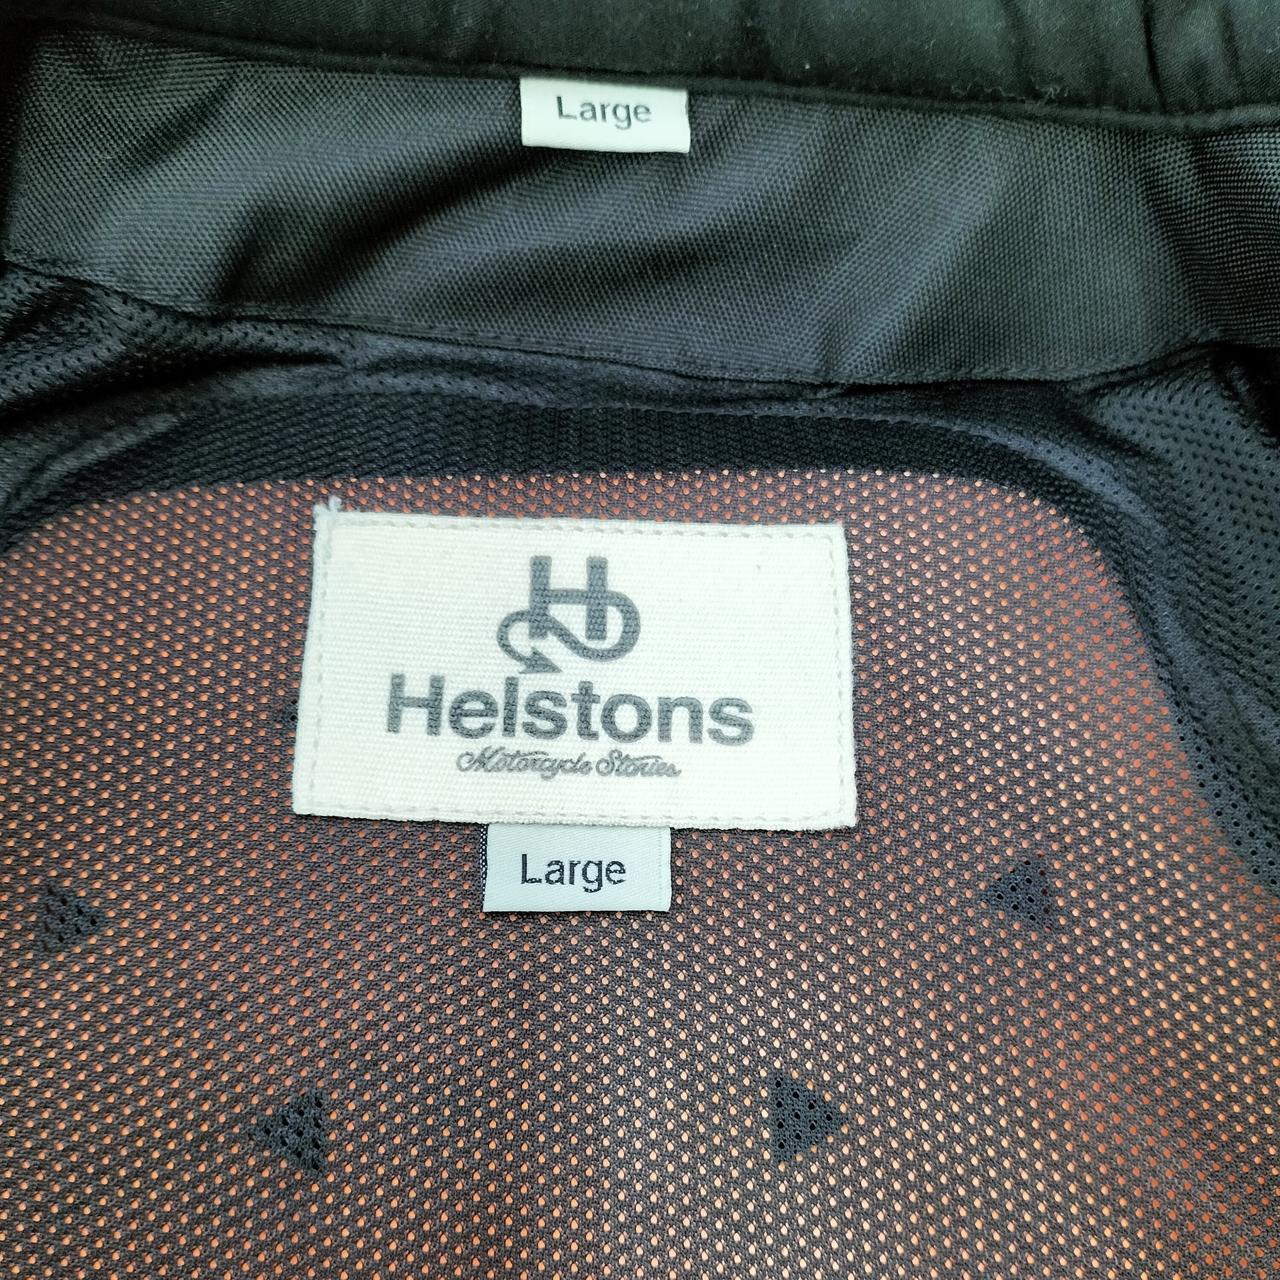 Large
H
Helstons
Motorcycle Stories
Large